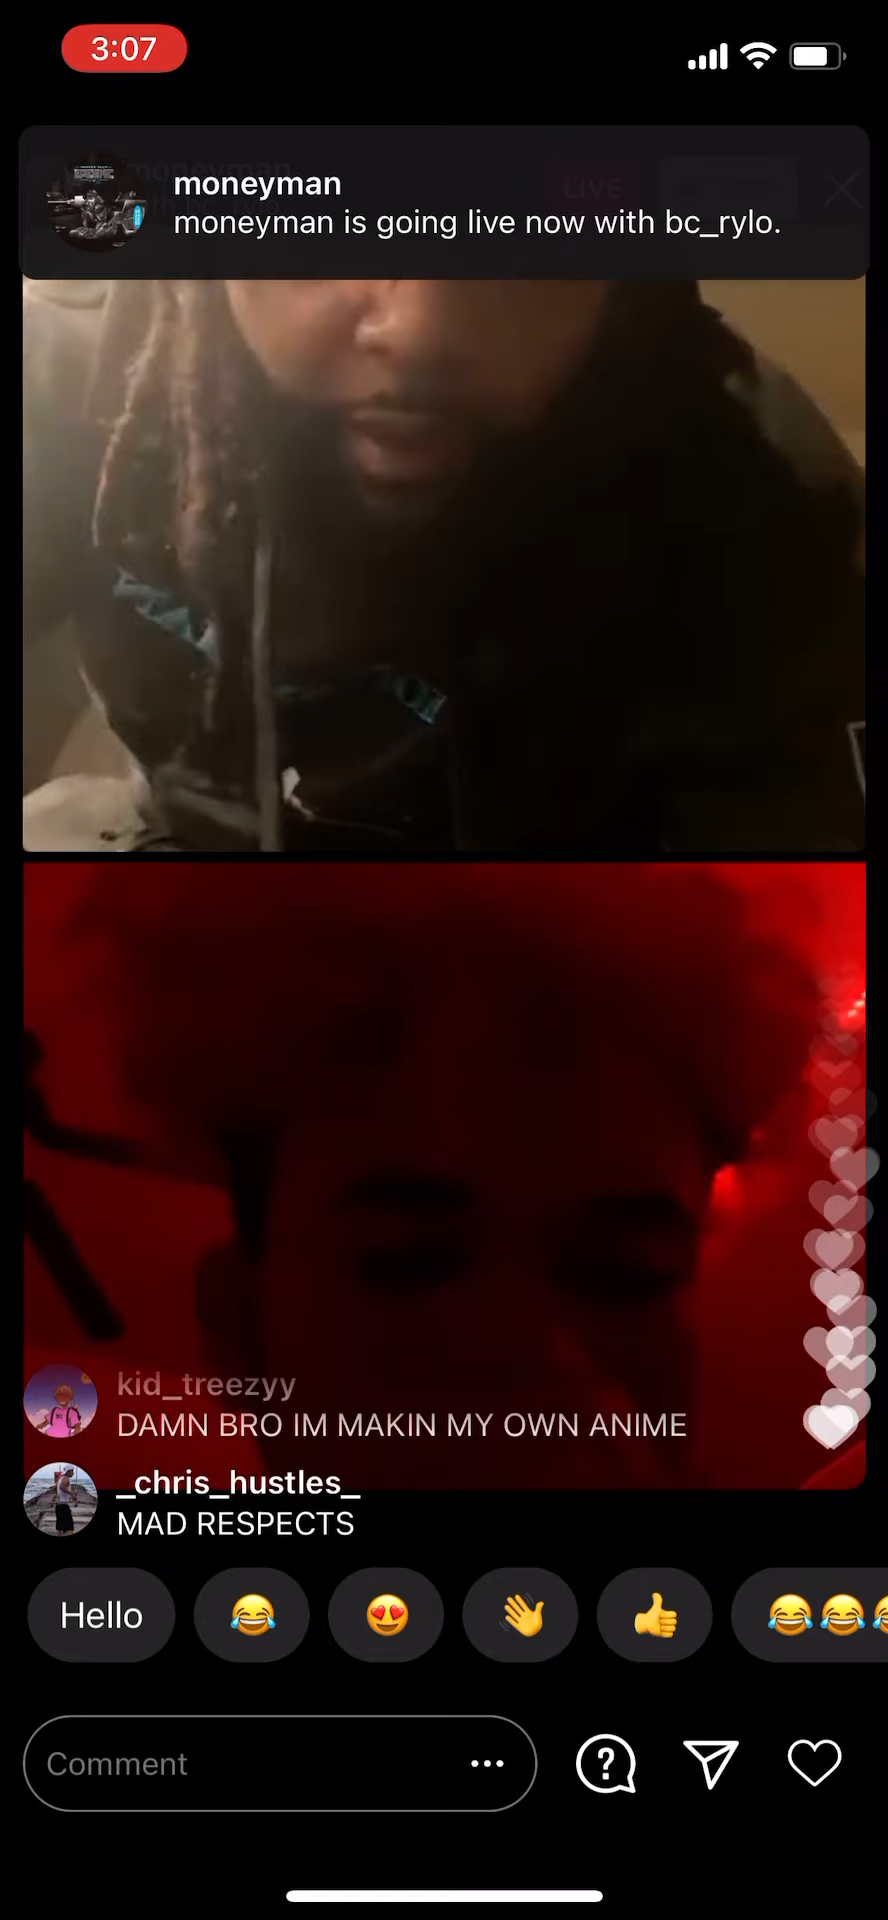 3:07
moneyman
LIVE
moneyman is going live now with bc_rylo.
kid_treezyy
DAMN BRO IM MAKIN MY OWN ANIME
_chris_hustles_
MAD RESPECTS
Hello
Comment